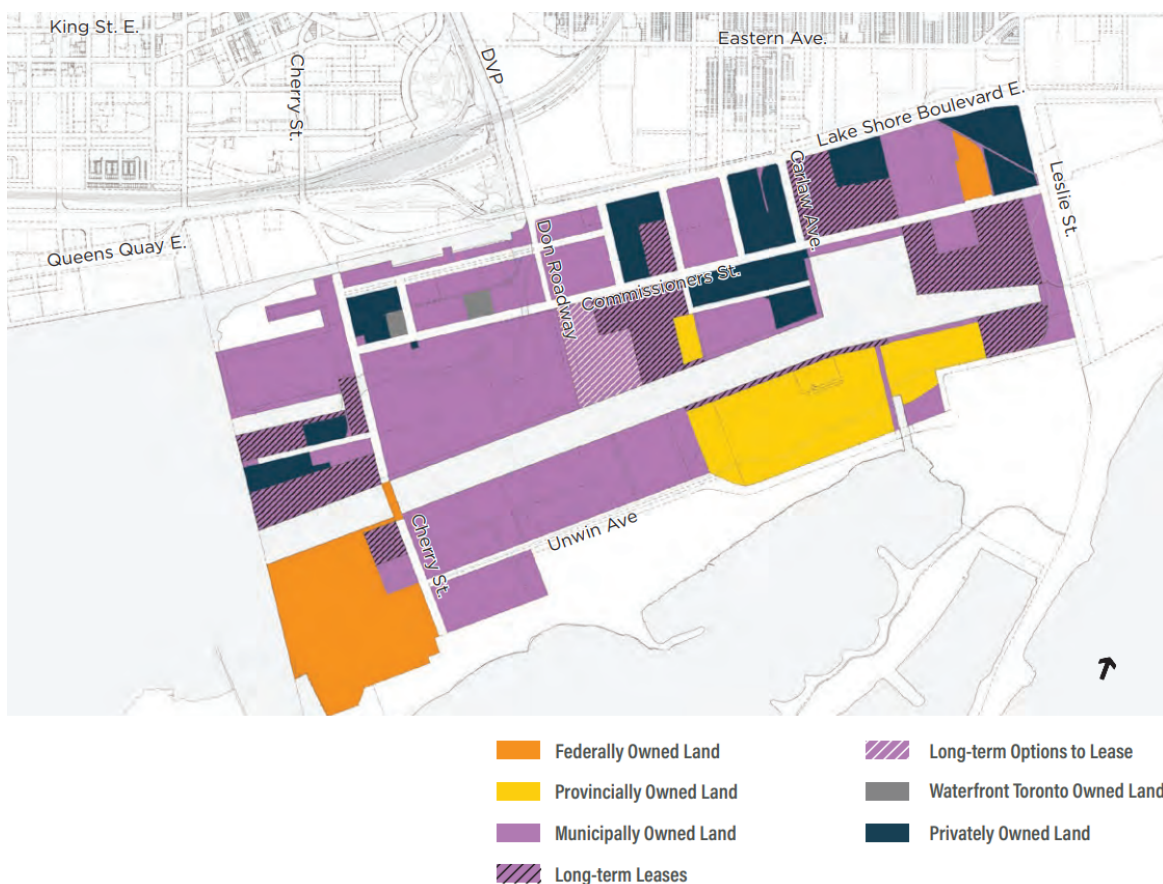 King St. E.
Cherry St.
DVP
Eastern Ave.
Lake Shore Boulevard E.
Carlaw Ave.
Leslie St.
Queens Quay E.
Don Roadway
Commissioners St.
Cherry St.
Unwin Ave
Federally Owned Land
Provincially Owned Land
Municipally Owned Land
Long-term Leases
Long-term Options to Lease
Waterfront Toronto Owned Land
Privately Owned Land